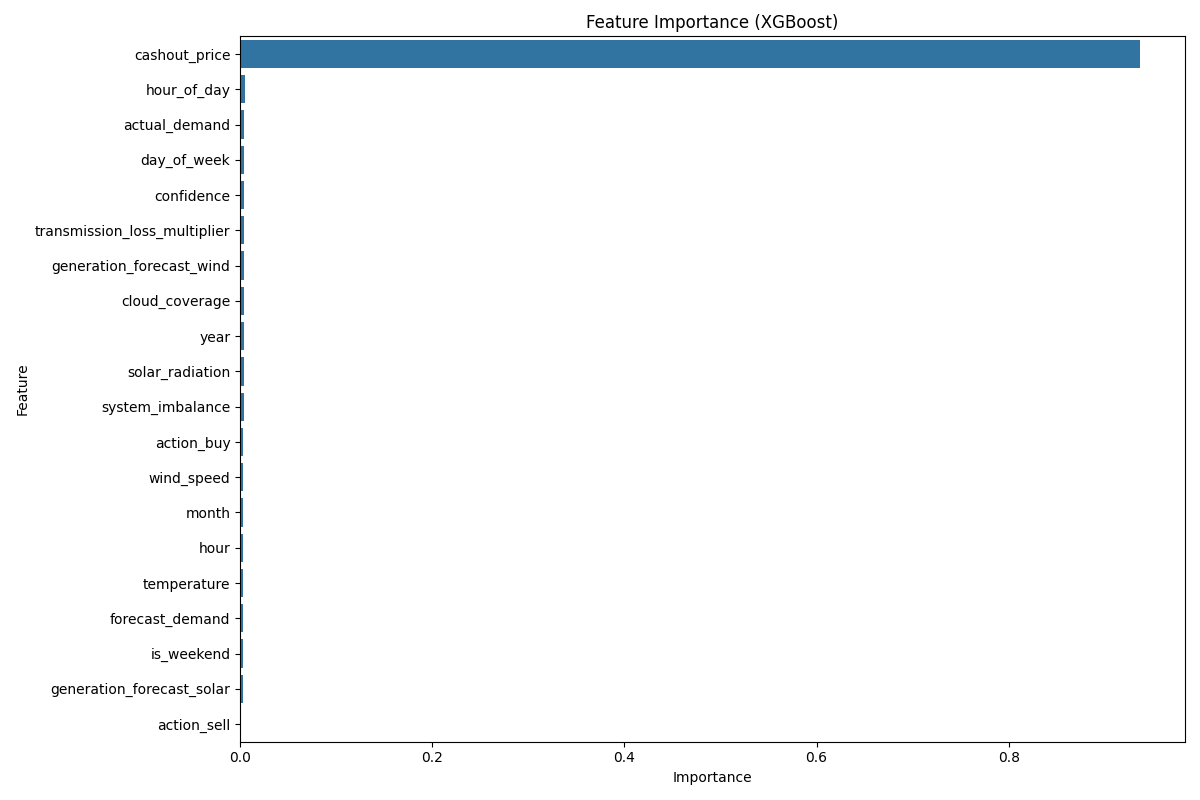 Feature Importance (XGBoost)
cashout_price
hour_of_day
actual_demand
day_of_week
confidence
transmission_loss_multiplier
generation_forecast_wind
cloud_coverage
year
solar_radiation
system_imbalance
action_buy
wind_speed
month
hour
temperature
forecast_demand
is_weekend
generation_forecast_solar
action_sell
Feature
0.0 0.2 0.4 0.6 0.8
Importance